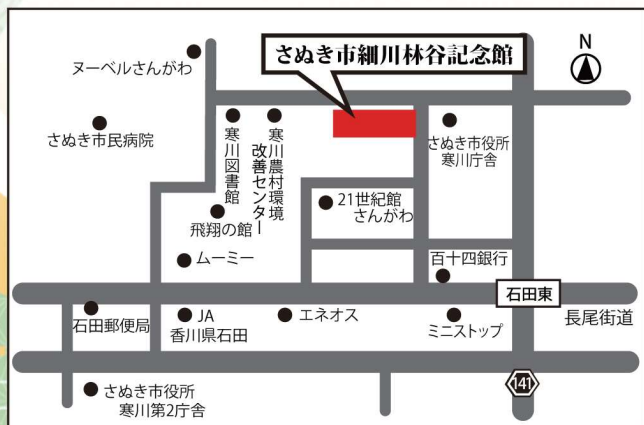 さぬき市細川林谷記念館
N
ヌーベルさんがわ
さぬき市民病院
寒川図書館
寒川農村環境
改善センター
さぬき市役所
寒川庁舎
21世紀館
さんがわ
飛翔の館
ムーミー
百十四銀行
石田東
長尾街道
石田郵便局
JA
香川県石田
エネオス
ミニストップ
141
さぬき市役所
寒川第2庁舎